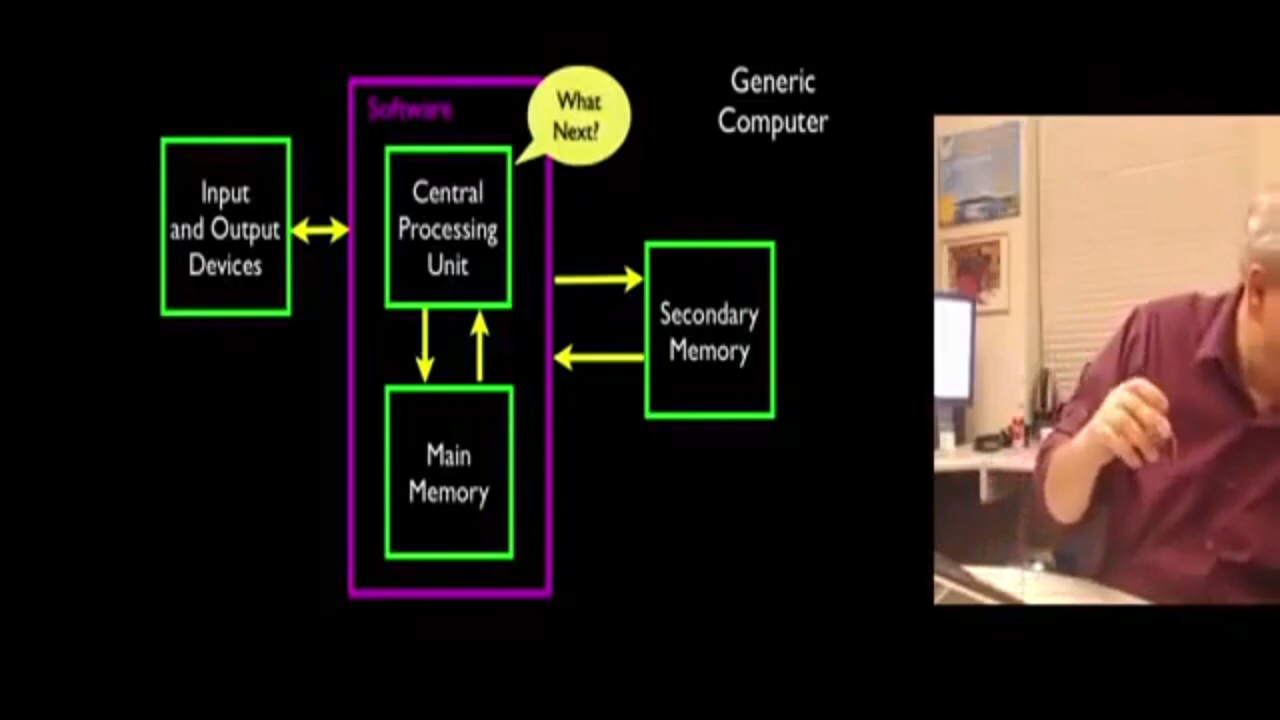 Generic
Computer
Software
What
Next?
Input
and Output
Devices
Central
Processing
Unit
Secondary
Memory
Main
Memory